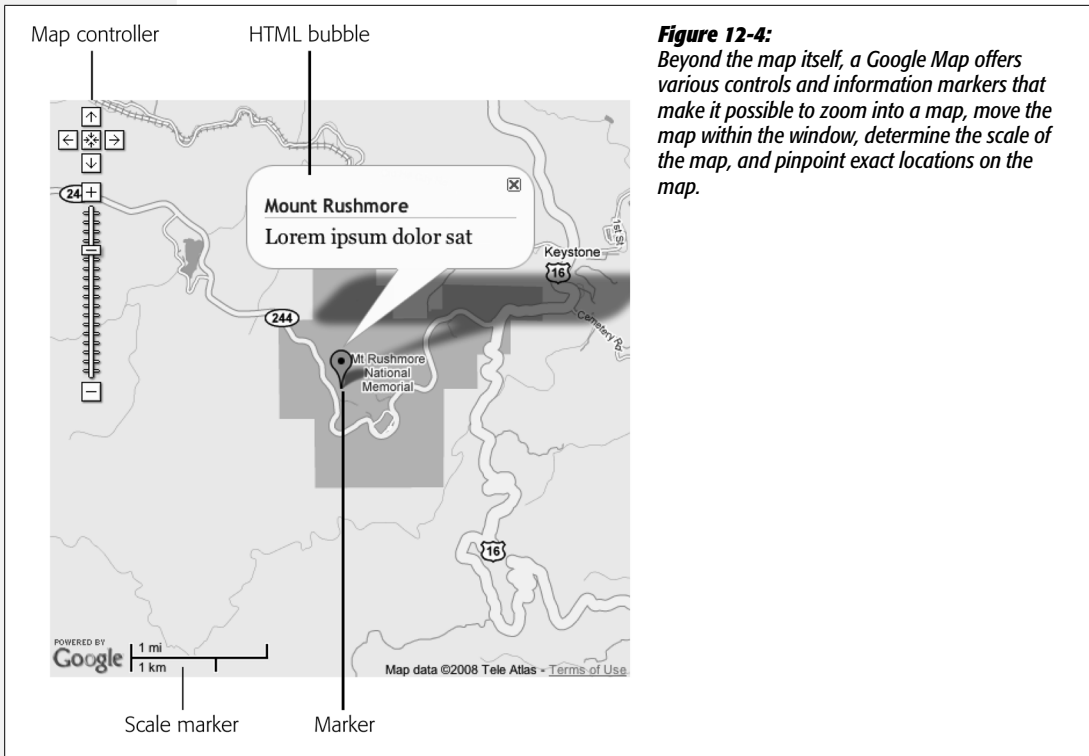 Map controller
HTML bubble
Figure 12-4:
Beyond the map itself, a Google Map offers
various controls and information markers that
make it possible to zoom into a map, move the
map within the window, determine the scale of
the map, and pinpoint exact locations on the
map.
24
Mount Rushmore
Lorem ipsum dolor sat
1st St
Keystone
16
244
Cemetery Rd
Mt Rushmore
National
Memorial
16
POWERED BY
Google
1 mi
1 km
Map data ©2008 Tele Atlas - Terms of Use
Scale marker
Marker